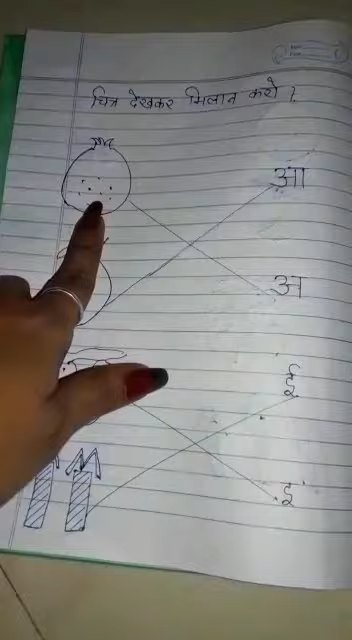 चित्र देखकर मिलान करो ।
आ
अ
ई
इ